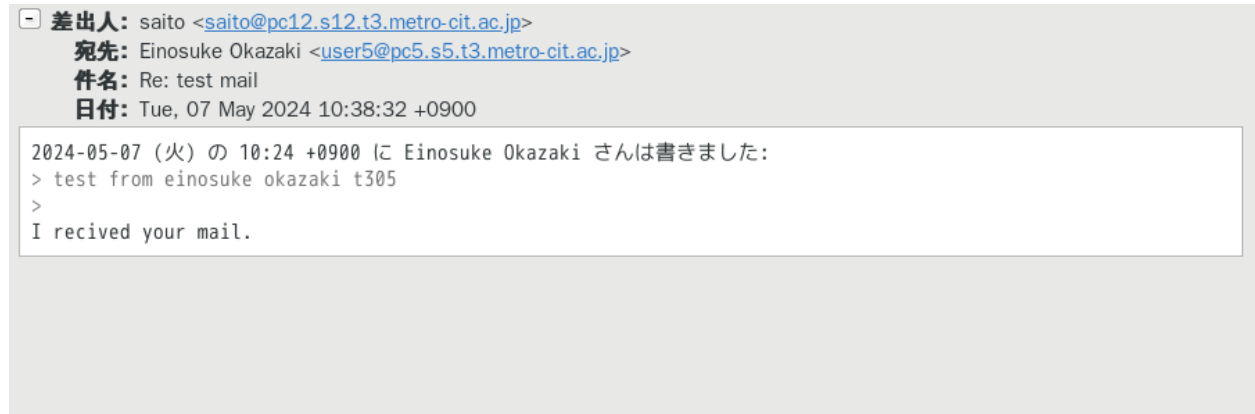 差出人: saito <saito@pc12.s12.t3.metro-cit.ac.jp>
宛先: Einosuke Okazaki <user5@pc5.s5.t3.metro-cit.ac.jp>
件名: Re: test mail
日付: Tue, 07 May 2024 10:38:32 +0900
2024-05-07 (火) の 10:24 +0900 に Einosuke Okazaki さんは書きました:
> test from einosuke okazaki t305
>
I recived your mail.